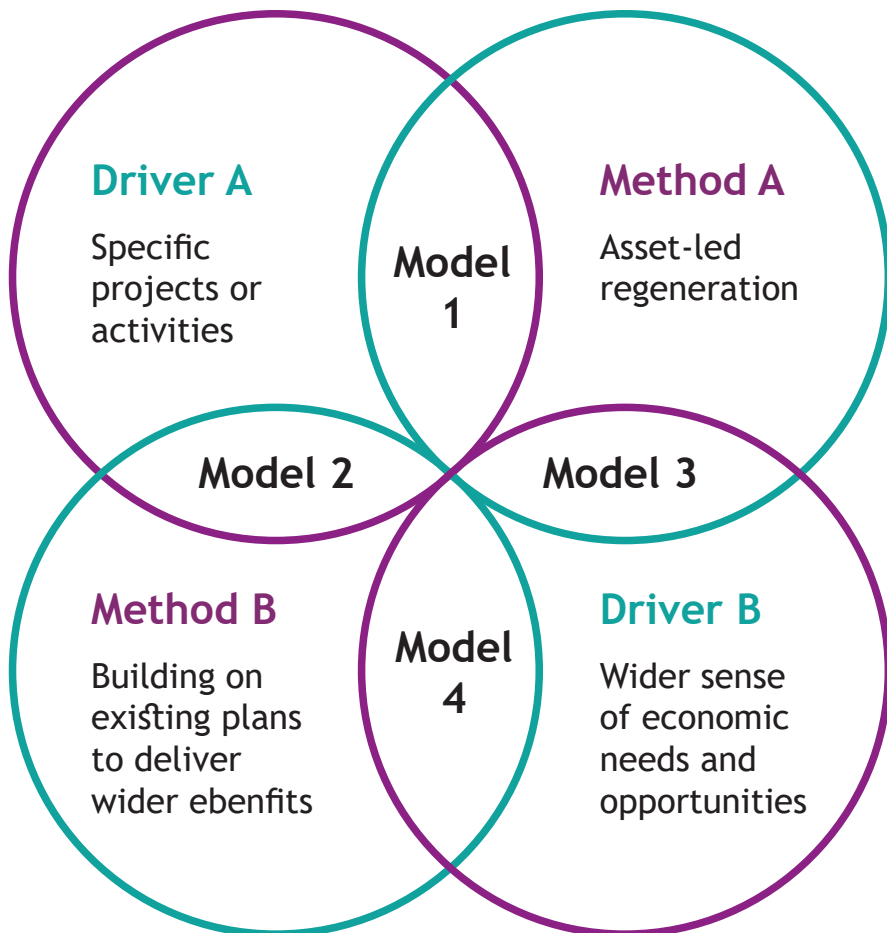 Driver A
Specific
projects or
activities
Model
1
Method A
Asset-led
regeneration
Model 2
Model 3
Method B
Building on
existing plans
to deliver
wider ebenfits
Model
4
Driver B
Wider sense
of economic
needs and
opportunities